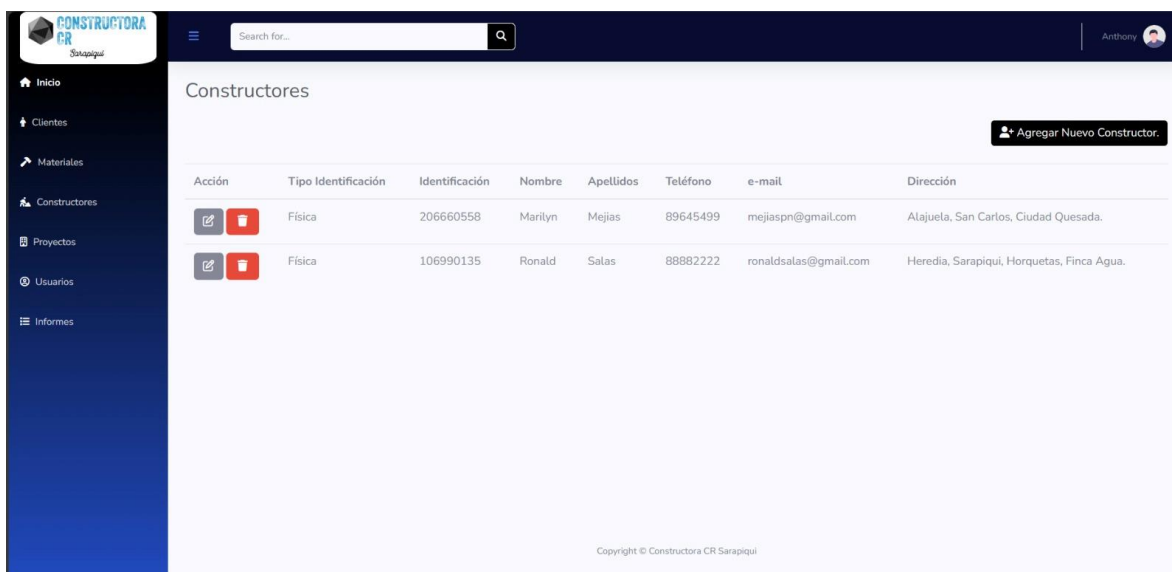 CONSTRUCTORA
CR
Sarapiqui
Search for...
Anthony
Inicio
Clientes
Materiales
Constructores
Proyectos
Usuarios
Informes
Constructores
Agregar Nuevo Constructor.
Acción Tipo Identificación Identificación Nombre Apellidos Teléfono e-mail Dirección
Física 206660558 Marilyn Mejias 89645499 mejiaspn@gmail.com Alajuela, San Carlos, Ciudad Quesada.
Física 106990135 Ronald Salas 88882222 ronaldsalas@gmail.com Heredia, Sarapiqui, Horquetas, Finca Agua.
Copyright © Constructora CR Sarapiqui